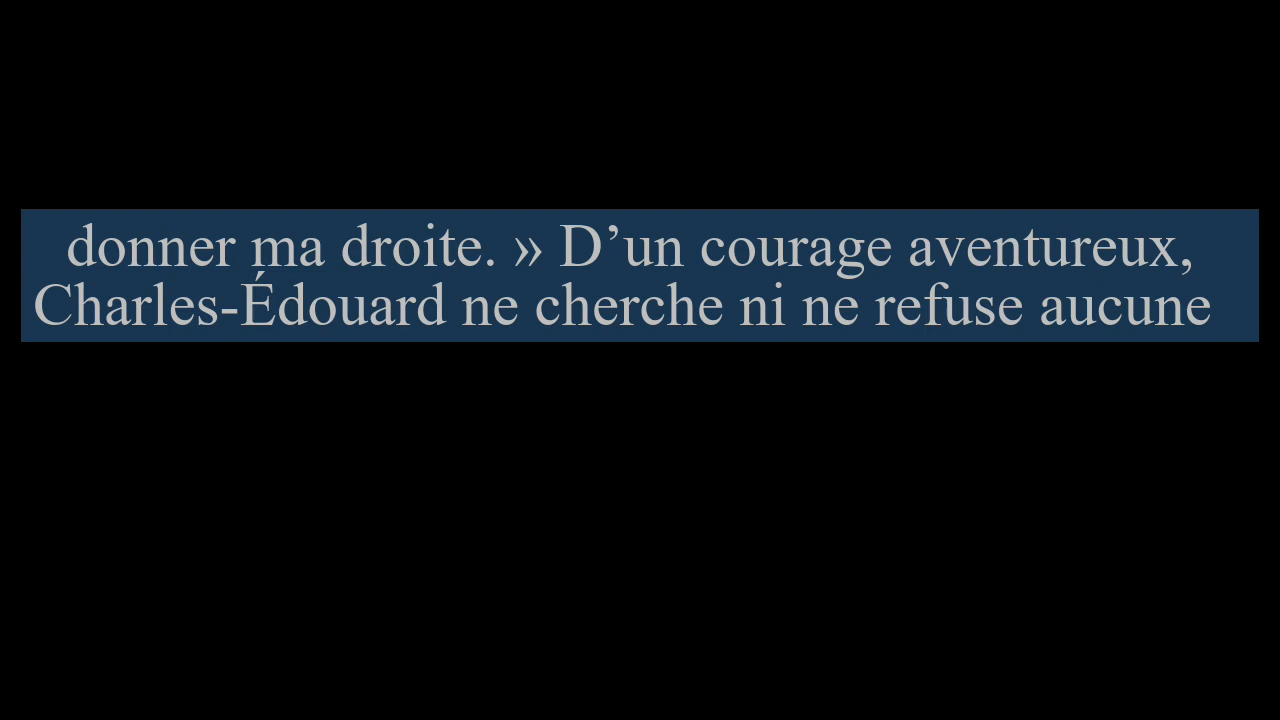 donner ma droite. » D’un courage aventureux,
Charles-Édouard ne cherche ni ne refuse aucune